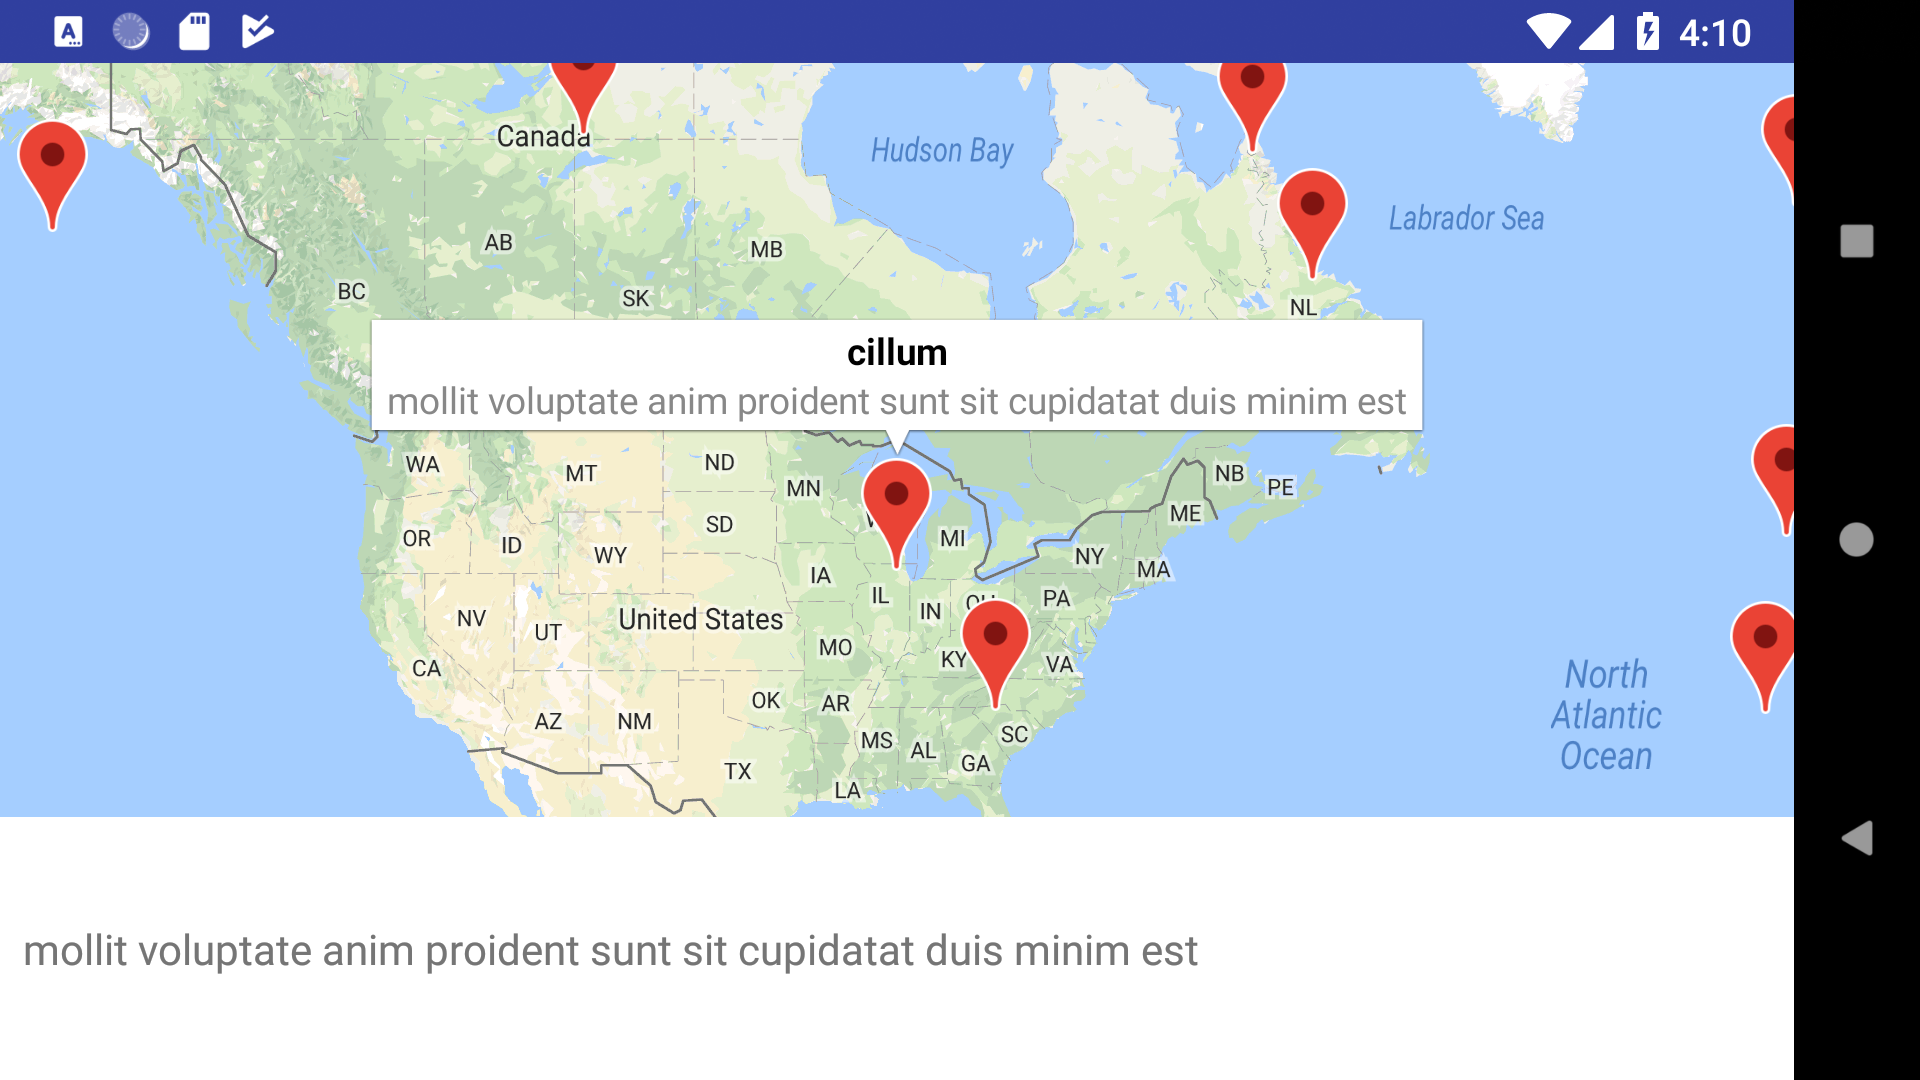 4:10
Canada
Hudson Bay
Labrador Sea
AB
MB
BC
SK
NL
cillum
mollit voluptate anim proident sunt sit cupidatat duis minim est
WA
MT
ND
MN
NB
PE
OR
ID
WY
SD
MI
NY
ME
MA
IA
IL
IN
PA
NV
UT
United States
MO
KY
VA
CA
OK
AR
AZ
NM
MS
AL
SC
GA
TX
LA
North
Atlantic
Ocean
mollit voluptate anim proident sunt sit cupidatat duis minim est